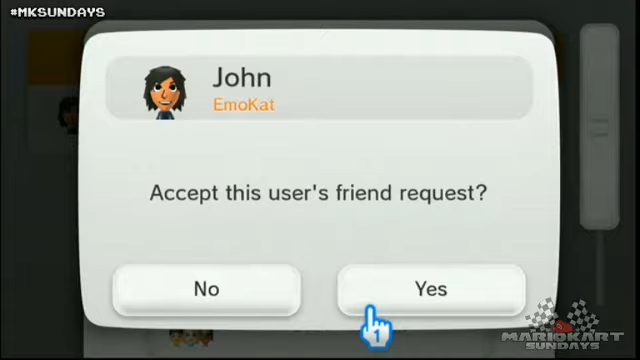 #MKSUNDAYS
John
EmoKat
Accept this user's friend request?
No
Yes
1
MARIOKART
SUNDAYS